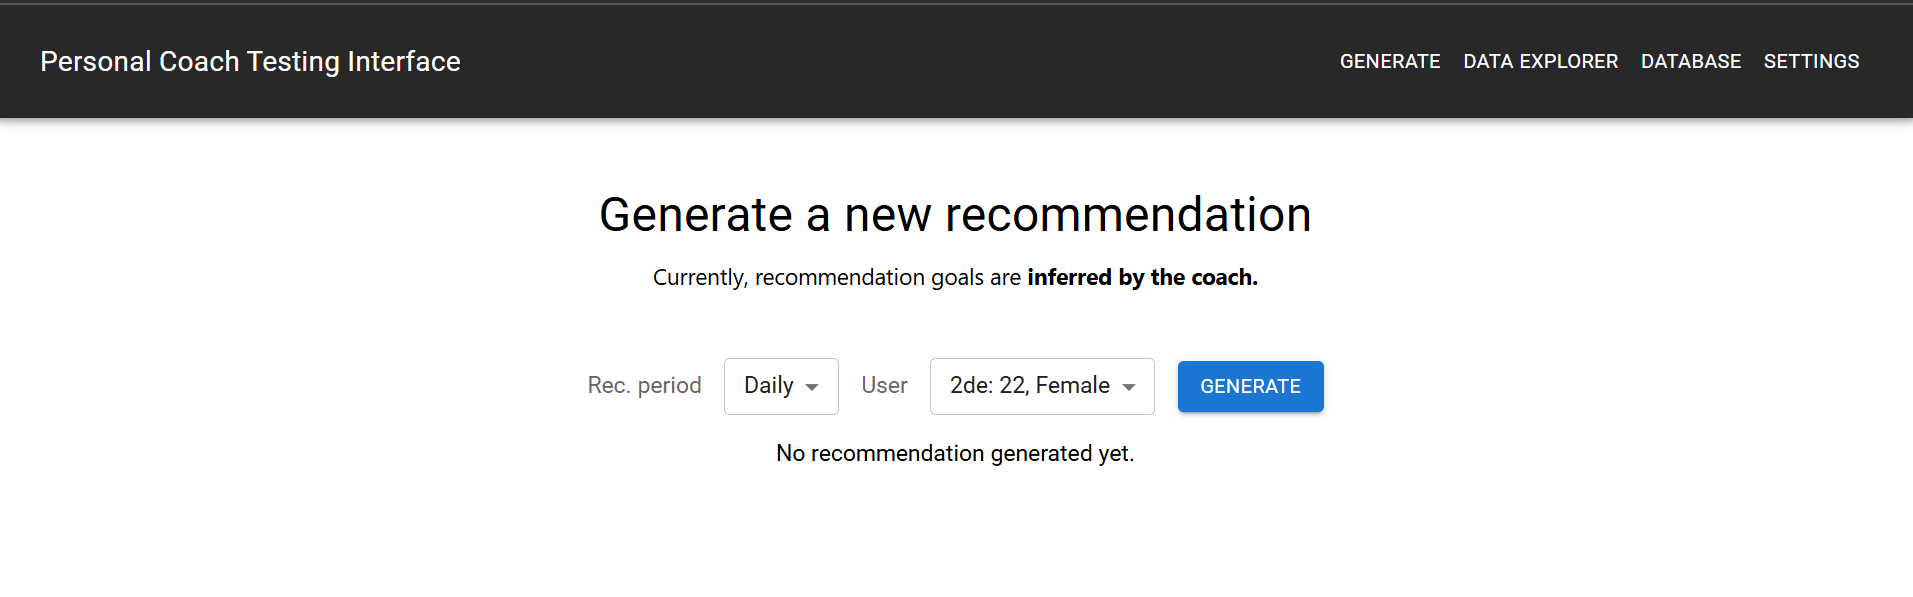 Personal Coach Testing Interface
GENERATE DATA EXPLORER DATABASE SETTINGS
Generate a new recommendation
Currently, recommendation goals are inferred by the coach.
Rec. period Daily User 2de: 22, Female GENERATE
No recommendation generated yet.